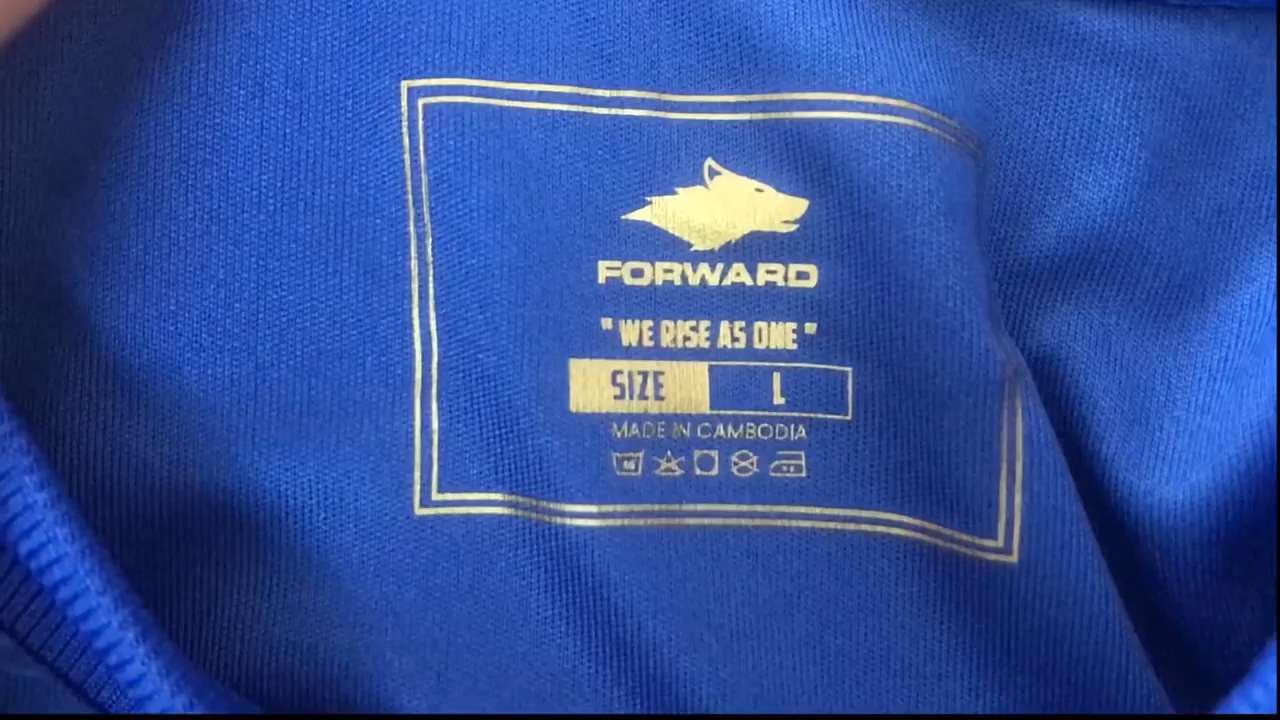 FORWARD
" WE RISE AS ONE "
SIZE L
MADE IN CAMBODIA